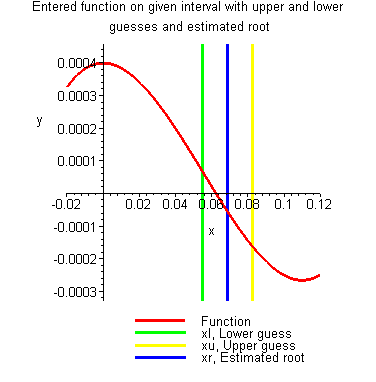 Entered function on given interval with upper and lower
guesses and estimated root
0.0004
y
0.0002
0.0001
-0.02 0.02 0.04 0.06 0.08 0.1 0.12
-0.0001
x
-0.0002
-0.0003
Function
xl, Lower guess
xu, Upper guess
xr, Estimated root